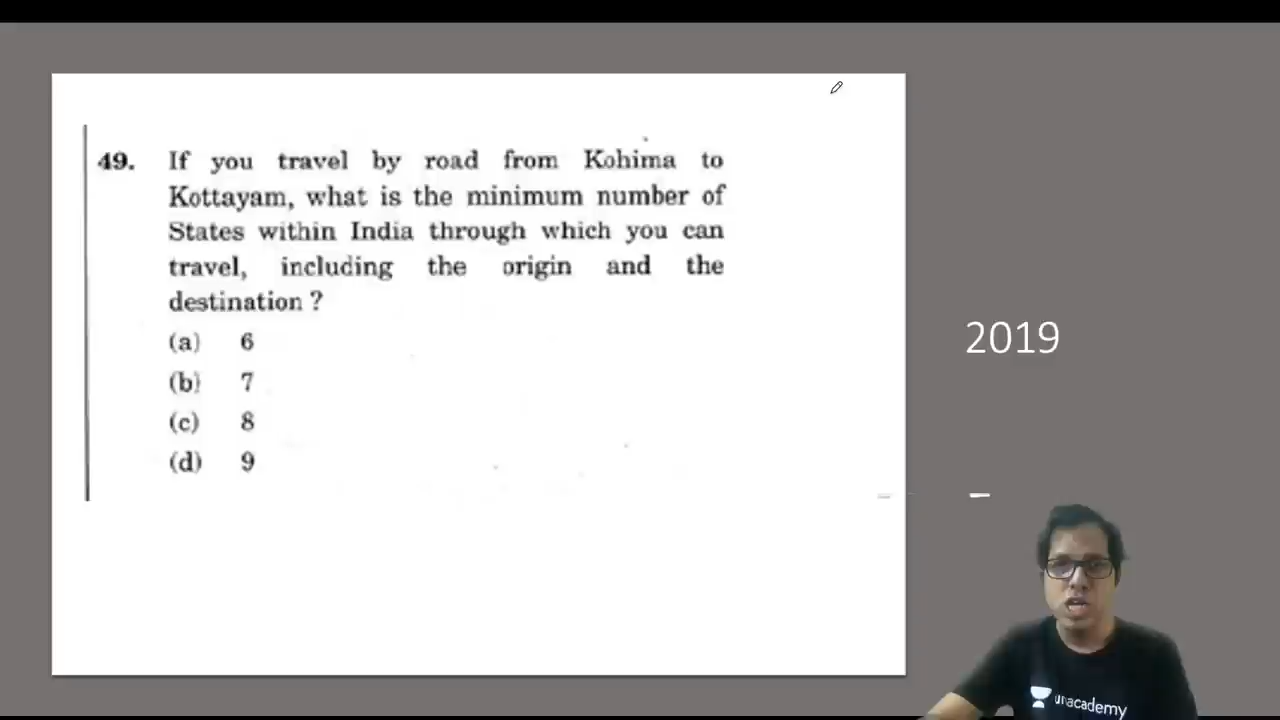 49. If you travel by road from Kohima to
Kottayam, what is the minimum number of
States within India through which you can
travel, including the origin and the
destination ?
(a) 6
(b) 7
(c) 8
(d) 9
2019
unacademy